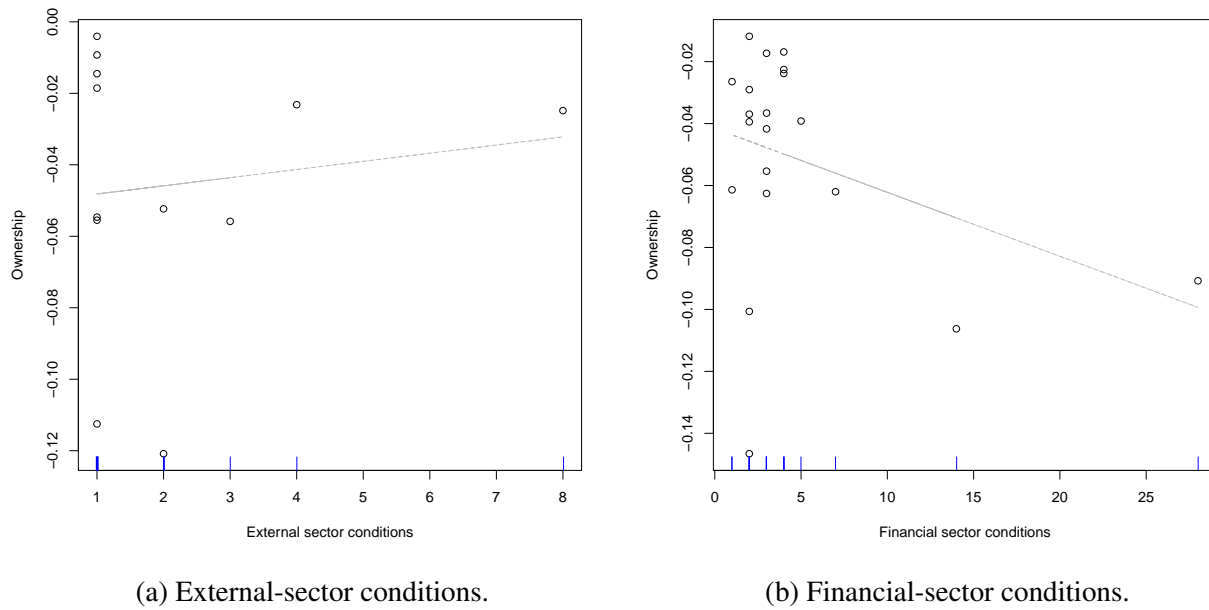 0.00
−0.02
−0.04
−0.06
−0.08
−0.10
−0.12
Ownership
1 2 3 4 5 6 7 8
External sector conditions
(a) External-sector conditions.
−0.02
−0.04
−0.06
−0.08
−0.10
−0.12
−0.14
Ownership
0 5 10 15 20 25
Financial sector conditions
(b) Financial-sector conditions.